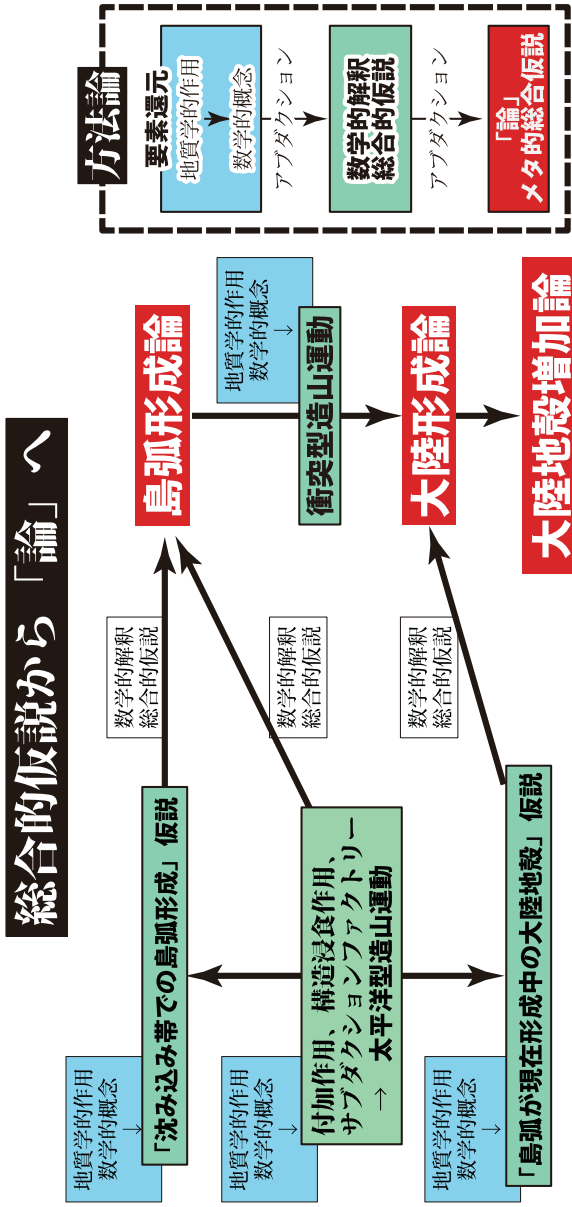 総合的仮説から「論」へ
地質学的作用
数学的概念
→
「沈み込み帯での島弧形成」仮説
数学的解釈
総合的仮説
島弧形成論
地質学的作用
数学的概念
→
付加作用、構造浸食作用、
サブダクションファクトリー
→ 太平洋型造山運動
数学的解釈
総合的仮説
地質学的作用
数学的概念
→
衝突型造山運動
地質学的作用
数学的概念
→
「島弧が現在形成中の大陸地殻」仮説
数学的解釈
総合的仮説
大陸形成論
大陸地殻増加論
方法論
要素還元
地質学的作用
数学的概念
アブダクション
数学的解釈
総合的仮説
アブダクション
「論」
メタ的総合仮説